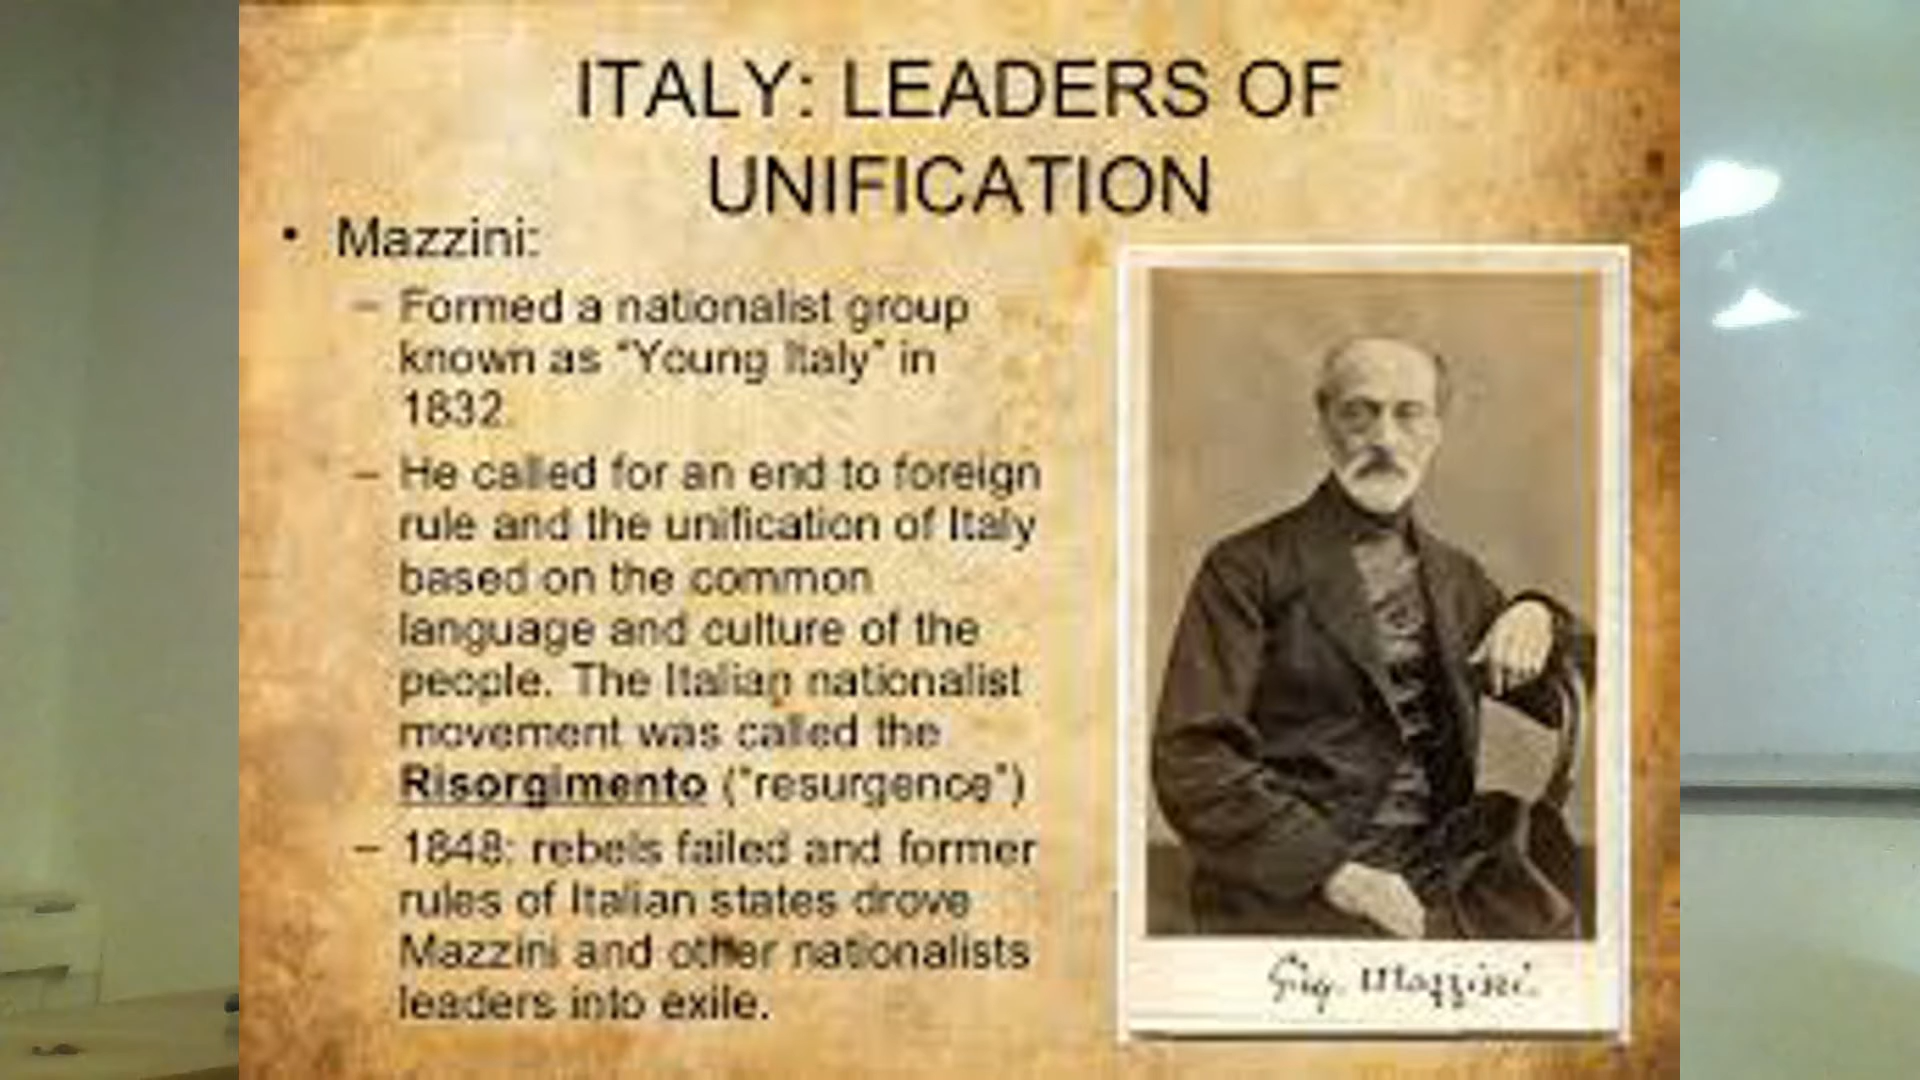 ITALY: LEADERS OF
UNIFICATION
• Mazzini:
– Formed a nationalist group
known as "Young Italy" in
1832.
– He called for an end to foreign
rule and the unification of Italy
based on the common
language and culture of the
people. The Italian nationalist
movement was called the
Risorgimento ("resurgence")
– 1848: rebels failed and former
rules of Italian states drove
Mazzini and other nationalists
leaders into exile.
Gig. Mazzini.